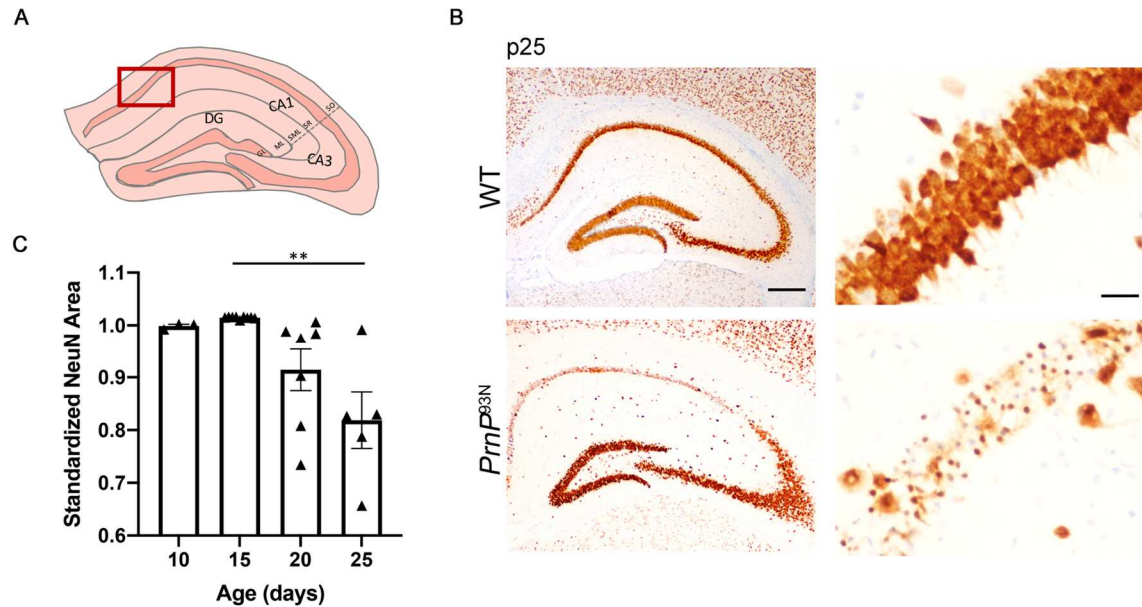 A
DG
CA1
CA3
GL
ML
SML
SR
SO
B
p25
WT
PrnP93N
C
**
Standardized NeuN Area
1.1
1.0
0.9
0.8
0.7
0.6
10 15 20 25
Age (days)